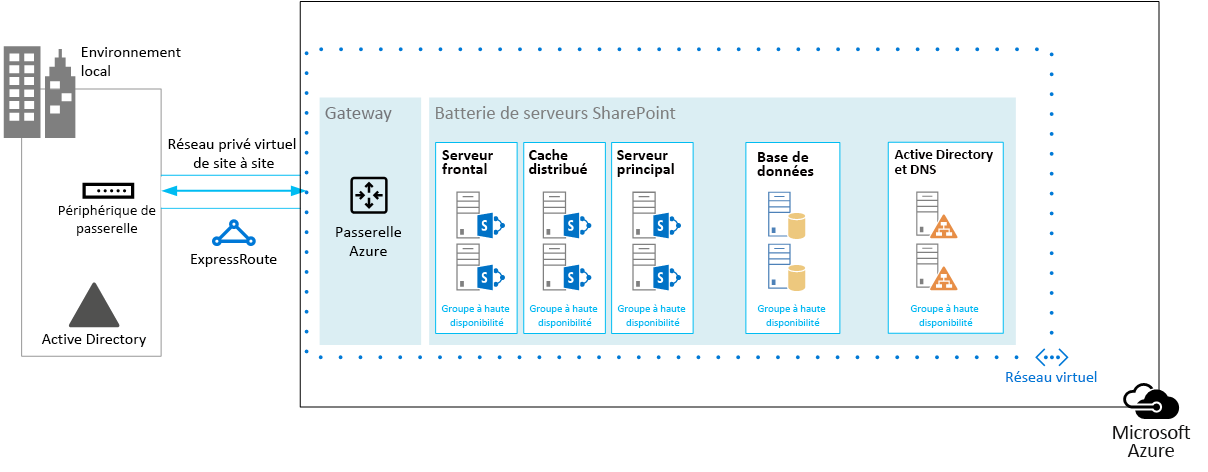 Environnement
local
Réseau privé virtuel
de site à site
Périphérique de
passerelle
ExpressRoute
Active Directory
Gateway
Passerelle
Azure
Batterie de serveurs SharePoint
Serveur
frontal
S
S
Groupe à haute
disponibilité
Cache
distribué
S
S
Groupe à haute
disponibilité
Serveur
principal
S
S
Groupe à haute
disponibilité
Base de
données
Groupe à haute
disponibilité
Active Directory
et DNS
Groupe à haute
disponibilité
Réseau virtuel
Microsoft
Azure